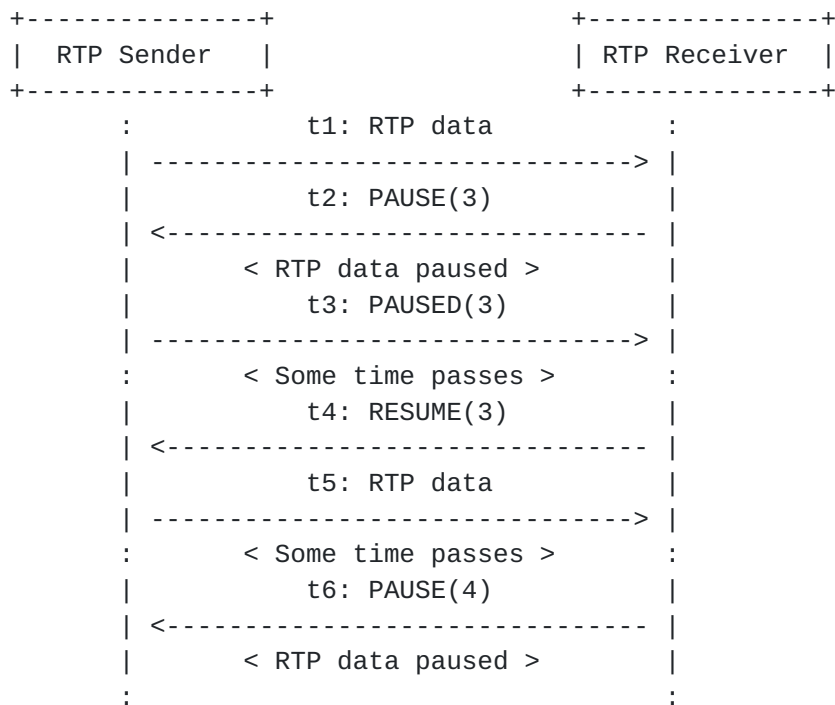 +---------------+                   +---------------+
|  RTP Sender   |                   | RTP Receiver  |
+---------------+                   +---------------+
       :           t1: RTP data           :
       | -------------------------------> |
       |           t2: PAUSE(3)           |
       | <------------------------------- |
       |       < RTP data paused >        |
       |           t3: PAUSED(3)          |
       | -------------------------------> |
       :       < Some time passes >       :
       |           t4: RESUME(3)          |
       | <------------------------------- |
       |           t5: RTP data           |
       | -------------------------------> |
       :       < Some time passes >       :
       |           t6: PAUSE(4)           |
       | <------------------------------- |
       |       < RTP data paused >        |
       :                                  :